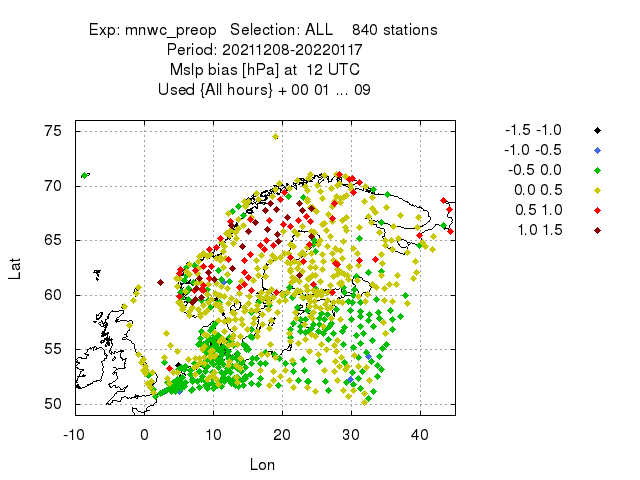 Exp: mnwc_preop   Selection: ALL    840 stations
Period: 20211208-20220117
Mslp bias [hPa] at  12 UTC
Used {All hours} + 00 01 ... 09
75
70
65
60
55
50
Lat
-10 0 10 20 30 40
Lon
-1.5 -1.0
-1.0 -0.5
-0.5 0.0
0.0 0.5
0.5 1.0
1.0 1.5